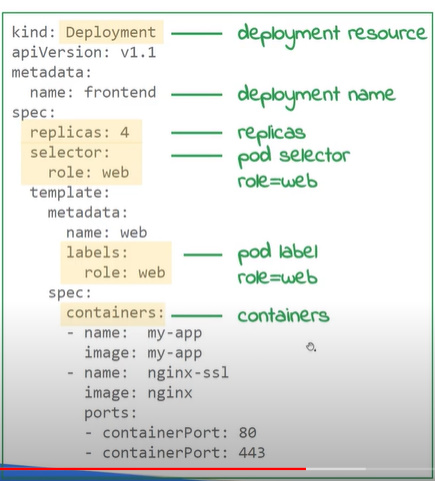 kind: Deployment deployment resource
apiVersion: v1.1
metadata:
name: frontend deployment name
spec:
replicas: 4 replicas
selector: pod selector
role: web role=web
template:
metadata:
name: web
labels: pod label
role: web role=web
spec:
containers: containers
- name: my-app
image: my-app
- name: nginx-ssl
image: nginx
ports:
- containerPort: 80
- containerPort: 443